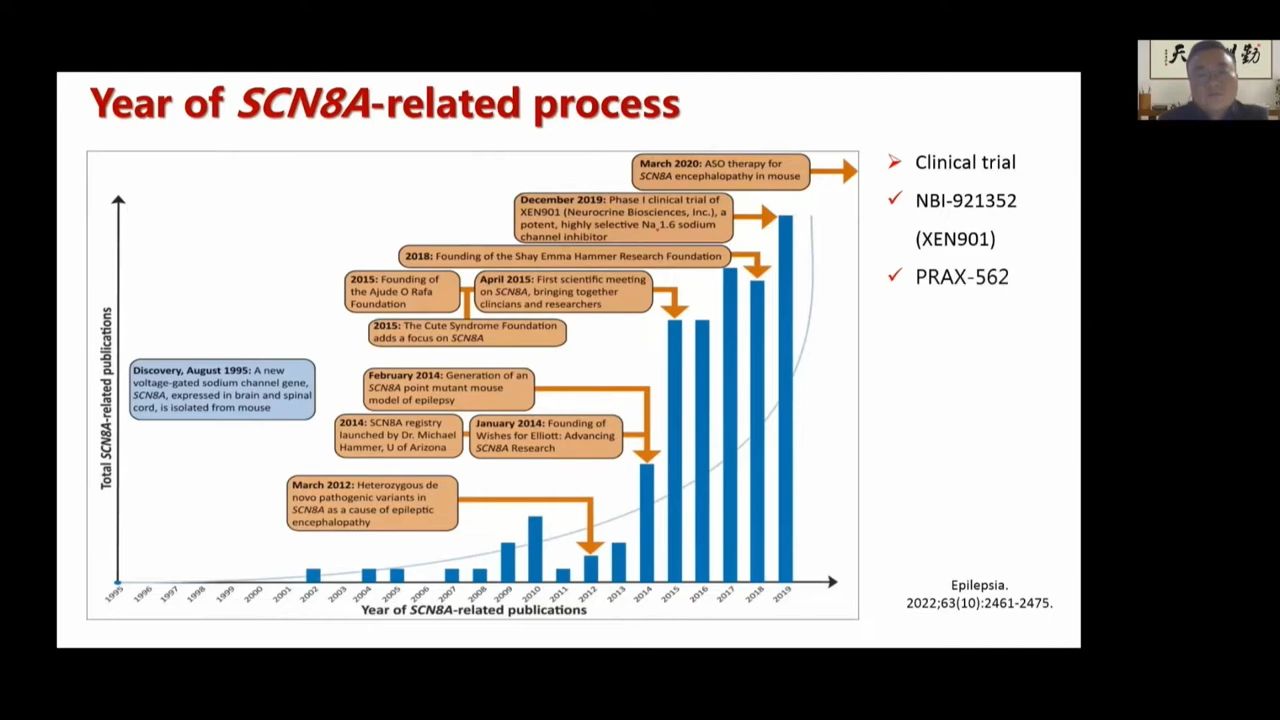 Year of SCN8A-related process
March 2020: ASO therapy for
SCN8A encephalopathy in mouse
December 2019: Phase I clinical trial of
XEN901 (Neurocrine Biosciences, Inc.), a
potent, highly selective Nav1.6 sodium
channel inhibitor
2018: Founding of the Shay Emma Hammer Research Foundation
2015: Founding of
the Ajude O Rafa
Foundation
April 2015: First scientific meeting
on SCN8A, bringing together
clincians and researchers
2015: The Cute Syndrome Foundation
adds a focus on SCN8A
Discovery, August 1995: A new
voltage-gated sodium channel gene,
SCN8A, expressed in brain and spinal
cord, is isolated from mouse
February 2014: Generation of an
SCN8A point mutant mouse
model of epilepsy
2014: SCN8A registry
launched by Dr. Michael
Hammer, U of Arizona
January 2014: Founding of
Wishes for Elliott: Advancing
SCN8A Research
March 2012: Heterozygous de
novo pathogenic variants in
SCN8A as a cause of epileptic
encephalopathy
Total SCN8A-related publications
1995 1996 1997 1998 1999 2000 2001 2002 2003 2004 2005 2006 2007 2008 2009 2010 2011 2012 2013 2014 2015 2016 2017 2018 2019
Year of SCN8A-related publications
Clinical trial
NBI-921352
(XEN901)
PRAX-562
Epilepsia.
2022;63(10):2461-2475.
天 勤